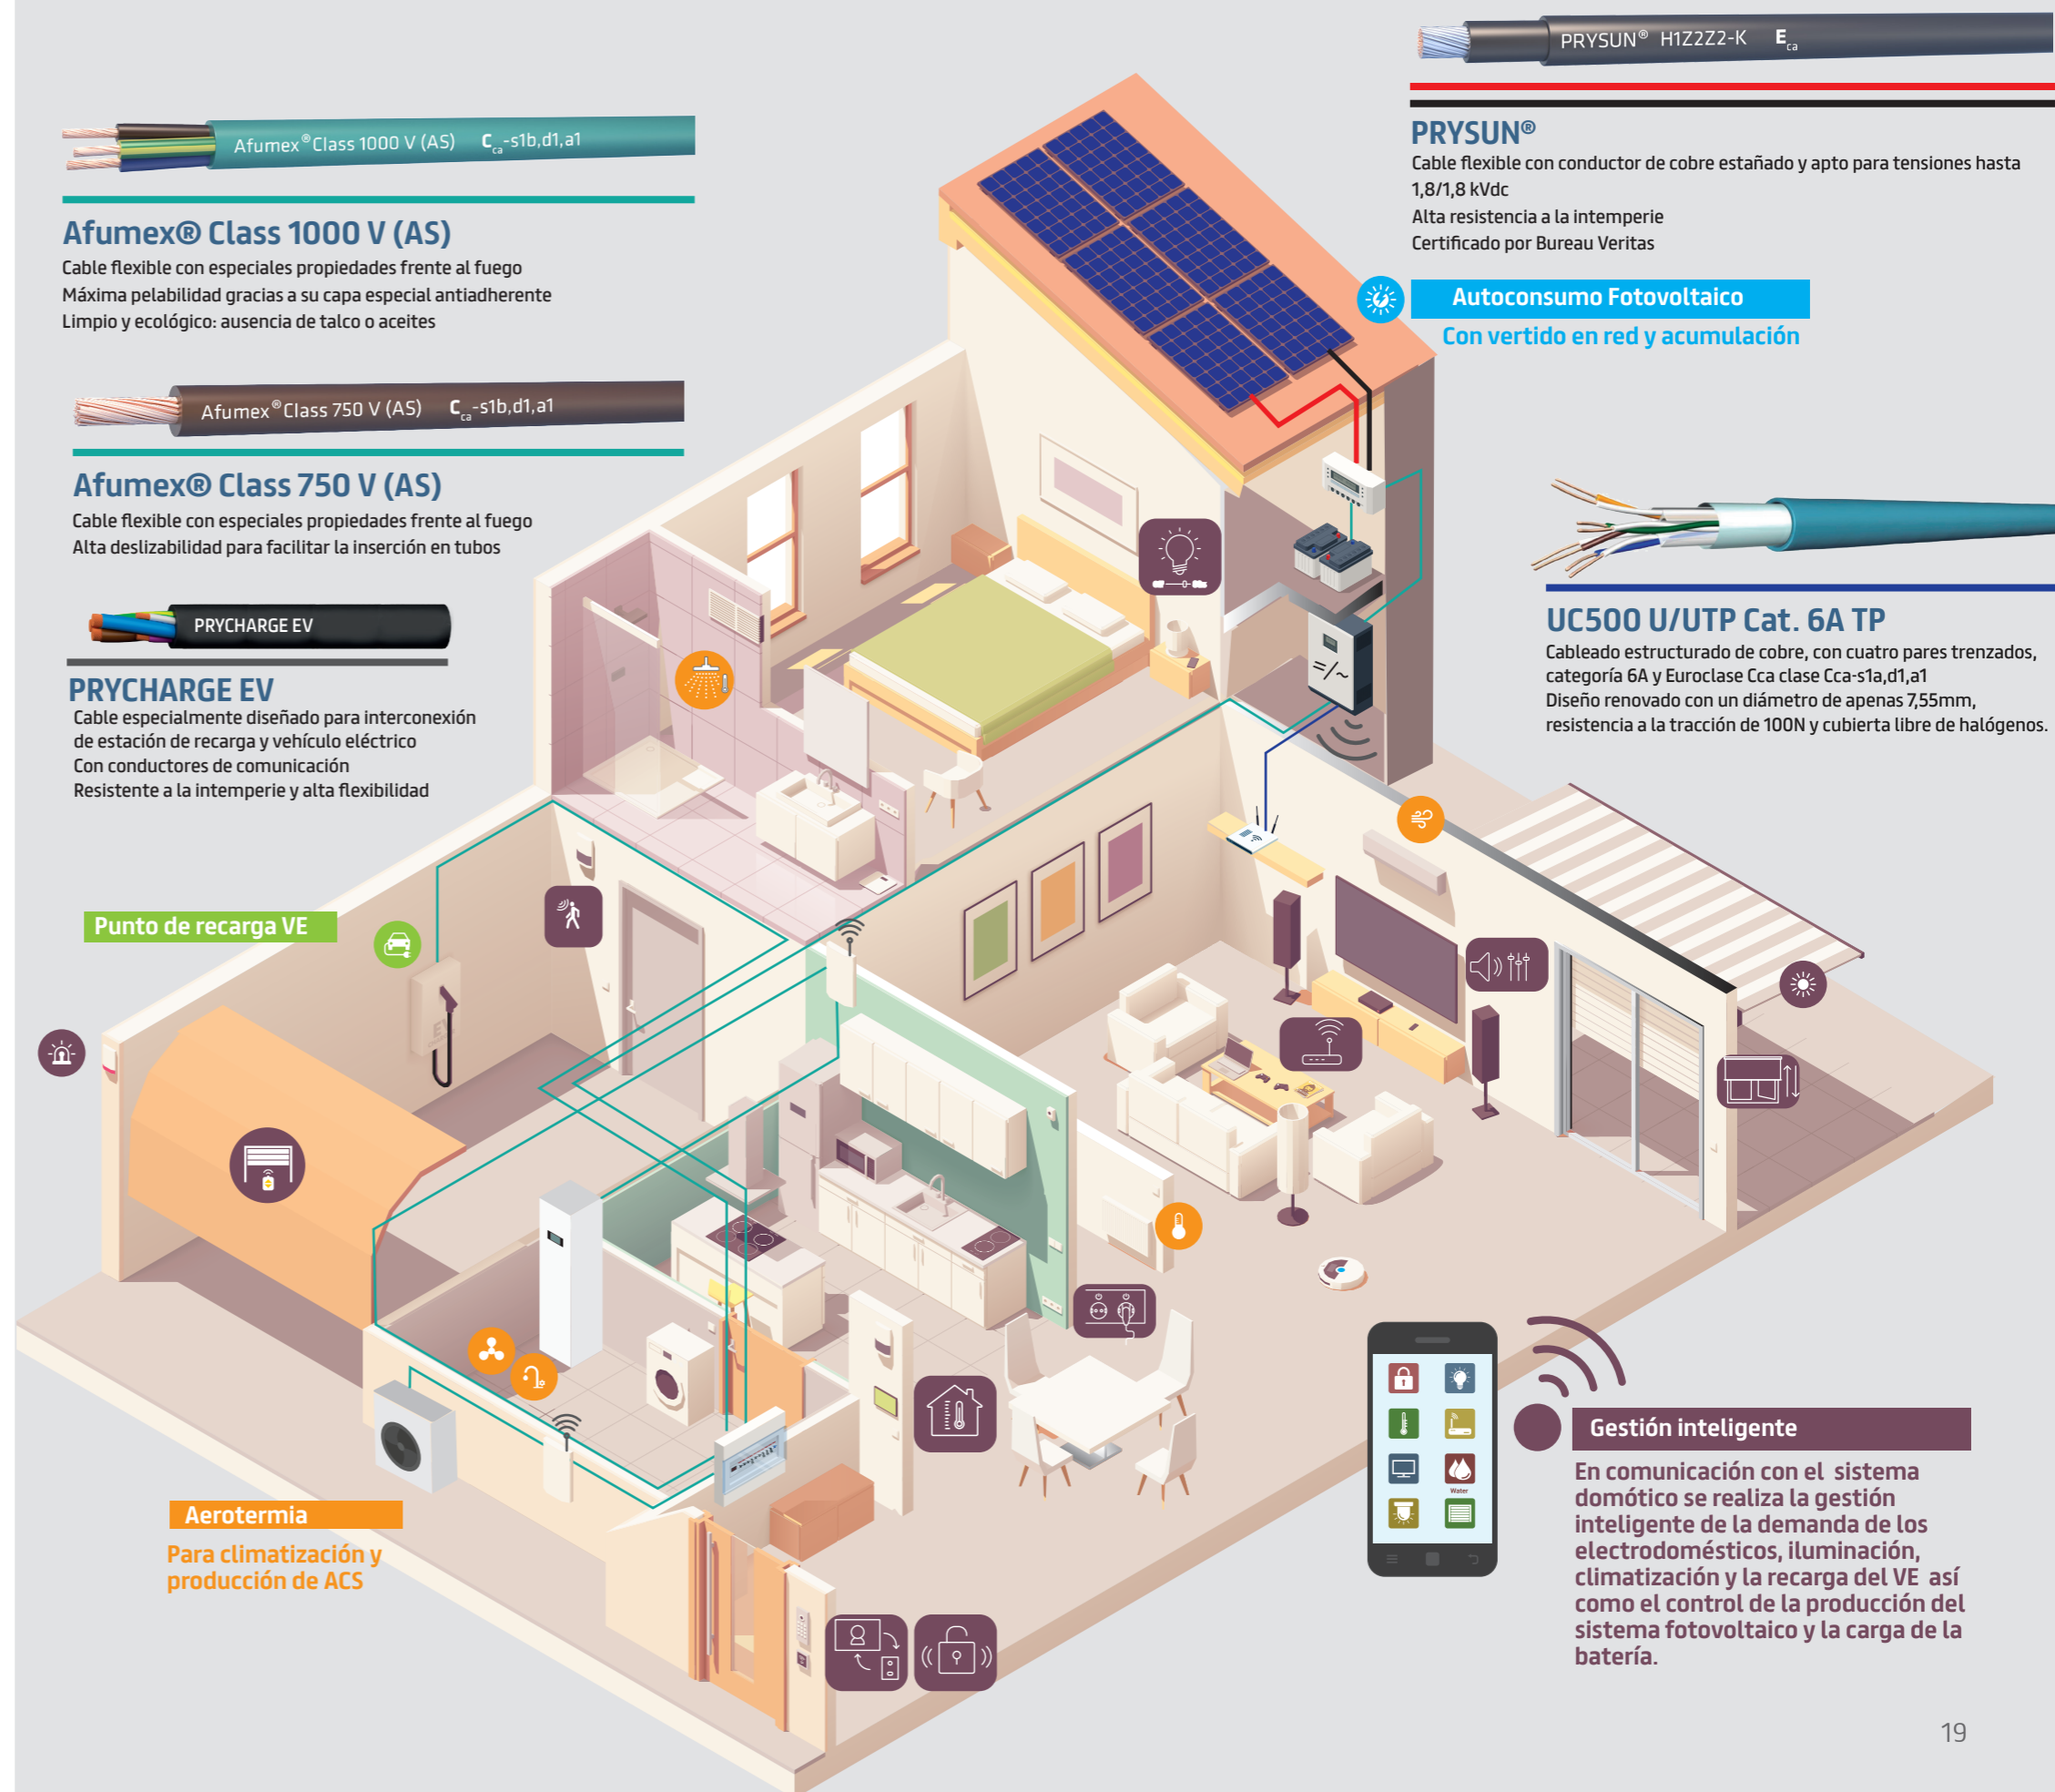 Afumex® Class 1000 V (AS) Cca-s1b,d1,a1
Afumex® Class 1000 V (AS)
Cable flexible con especiales propiedades frente al fuego
Máxima pelabilidad gracias a su capa especial antiadherente
Limpio y ecológico: ausencia de talco o aceites
Afumex® Class 750 V (AS) Cca-s1b,d1,a1
Afumex® Class 750 V (AS)
Cable flexible con especiales propiedades frente al fuego
Alta deslizabilidad para facilitar la inserción en tubos
PRYCHARGE EV
PRYCHARGE EV
Cable especialmente diseñado para interconexión
de estación de recarga y vehículo eléctrico
Con conductores de comunicación
Resistente a la intemperie y alta flexibilidad
PRYSUN® H1Z2Z2-K Eca
PRYSUN®
Cable flexible con conductor de cobre estañado y apto para tensiones hasta
1,8/1,8 kVdc
Alta resistencia a la intemperie
Certificado por Bureau Veritas
Autoconsumo Fotovoltaico
Con vertido en red y acumulación
UC500 U/UTP Cat. 6A TP
Cableado estructurado de cobre, con cuatro pares trenzados,
categoría 6A y Euroclase Cca clase Cca-s1a,d1,a1
Diseño renovado con un diámetro de apenas 7,55mm,
resistencia a la tracción de 100N y cubierta libre de halógenos.
=/~
Punto de recarga VE
EV
Aerotermia
Para climatización y
producción de ACS
Water
Gestión inteligente
En comunicación con el sistema
domótico se realiza la gestión
inteligente de la demanda de los
electrodomésticos, iluminación,
climatización y la recarga del VE así
como el control de la producción del
sistema fotovoltaico y la carga de la
batería.
19